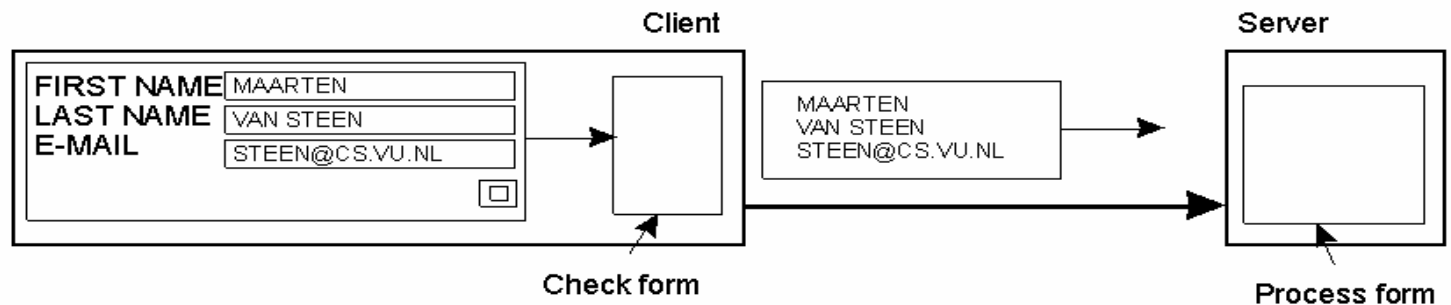 Client
Server
FIRST NAME MAARTEN
LAST NAME VAN STEEN
E-MAIL STEEN@CS.VU.NL
MAARTEN
VAN STEEN
STEEN@CS.VU.NL
Check form
Process form